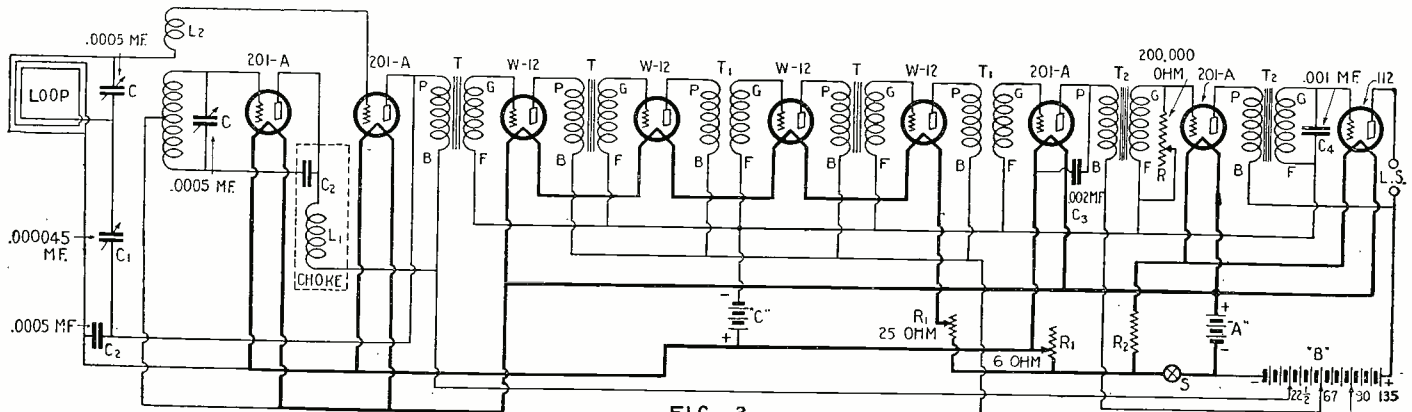 .0005 MF.
L2
LOOP
C
201-A
C
.0005 MF.
C2
L1
CHOKE
.000045
MF.
C1
.0005 MF
C2
201-A
P
T
G
B
F
W-12
P
T
G
B
F
W-12
P
T1
G
B
F
W-12
P
T
G
B
F
W-12
P
T1
G
B
F
201-A
P
T2
G
B
F
.002MF
C3
200,000
OHM
R
201-A
P
T2
G
B
F
.001 MF.
C4
112
L.S.
-
"C"
+
R1
25 OHM
R1
6 OHM
R2
+
"A"
-
S
"B"
-
+
22½
67
90
135
FIG. 3